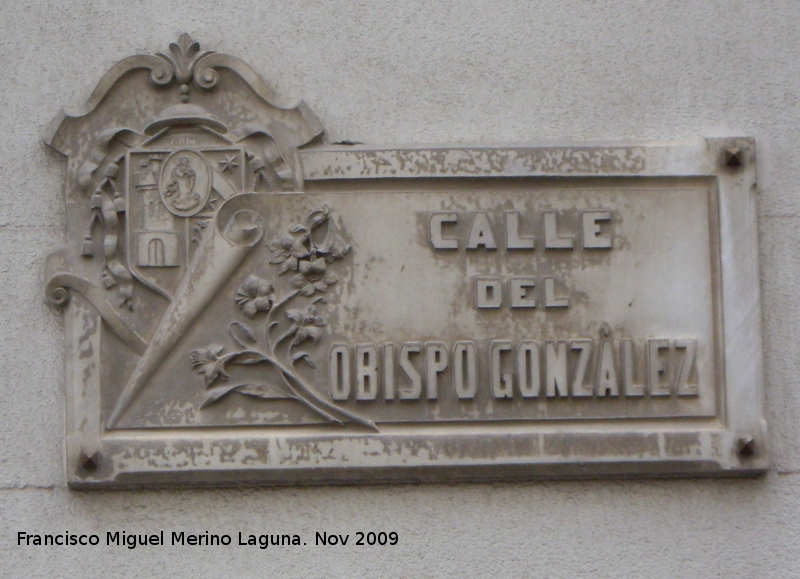 CALLE
DEL
OBISPO GONZÁLEZ
Francisco Miguel Merino Laguna. Nov 2009